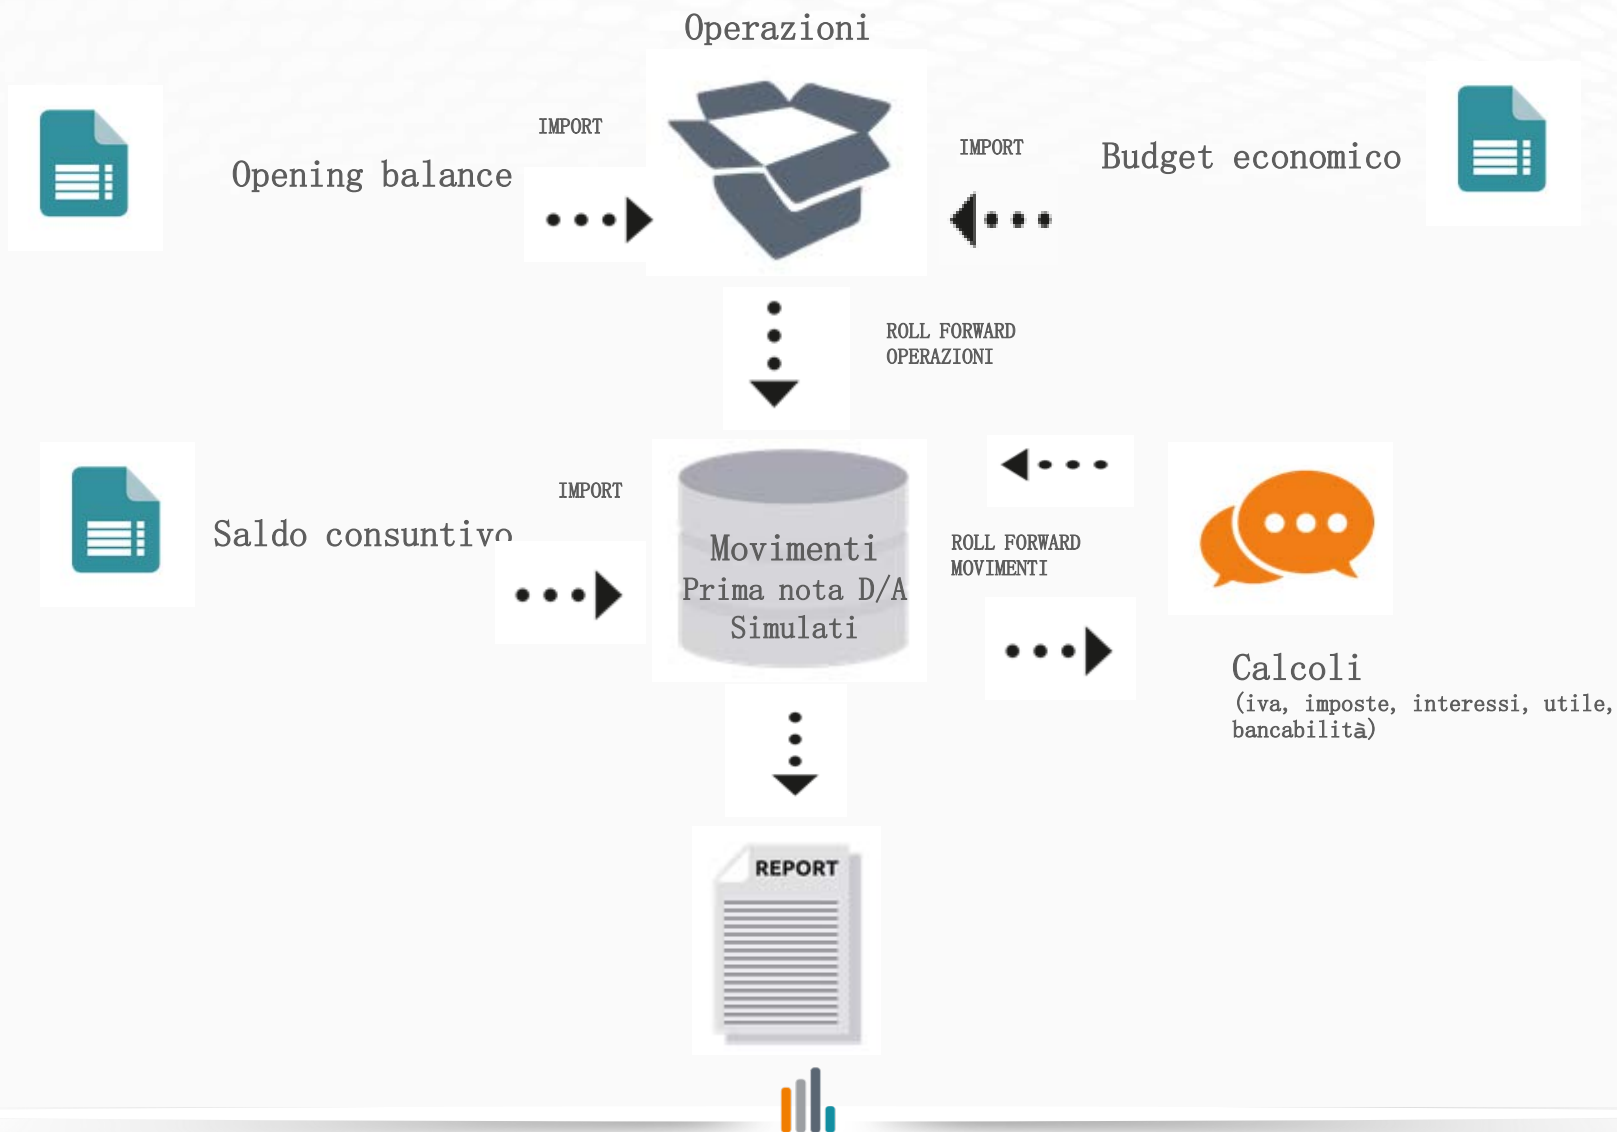 Operazioni
IMPORT
Opening balance
IMPORT
Budget economico
ROLL FORWARD
OPERAZIONI
IMPORT
Saldo consuntivo
Movimenti
Prima nota D/A
Simulati
ROLL FORWARD
MOVIMENTI
Calcoli
(iva, imposte, interessi, utile,
bancabilità)
REPORT